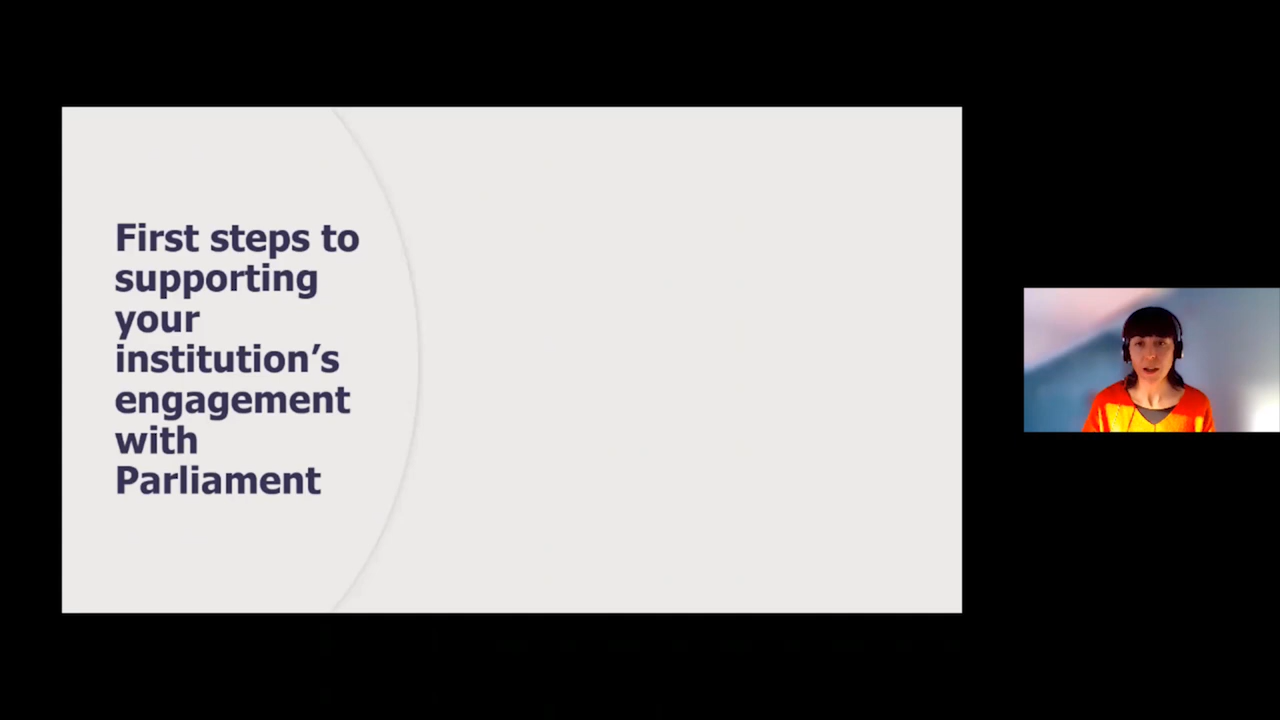 First steps to
supporting
your
institution’s
engagement
with
Parliament